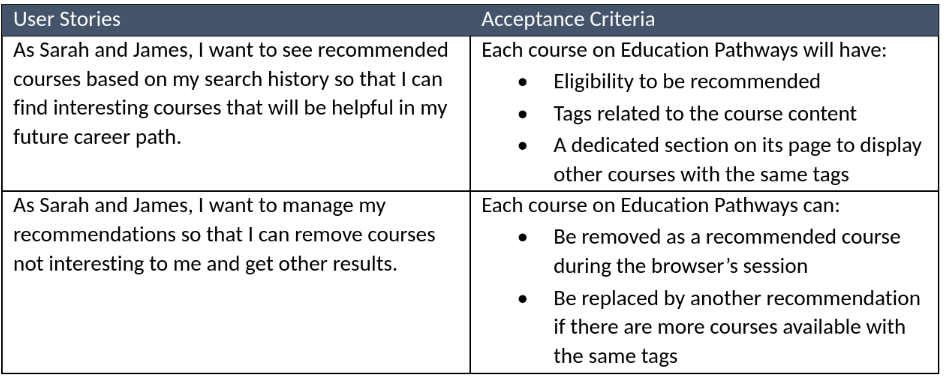 User Stories
Acceptance Criteria
As Sarah and James, I want to see recommended
courses based on my search history so that I can
find interesting courses that will be helpful in my
future career path.
Each course on Education Pathways will have:
• Eligibility to be recommended
• Tags related to the course content
• A dedicated section on its page to display
other courses with the same tags
As Sarah and James, I want to manage my
recommendations so that I can remove courses
not interesting to me and get other results.
Each course on Education Pathways can:
• Be removed as a recommended course
during the browser’s session
• Be replaced by another recommendation
if there are more courses available with
the same tags